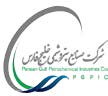 شرکت صنایع پتروشیمی خلیج فارس
Persian Gulf Petrochemical Industries Co.
PGPIC